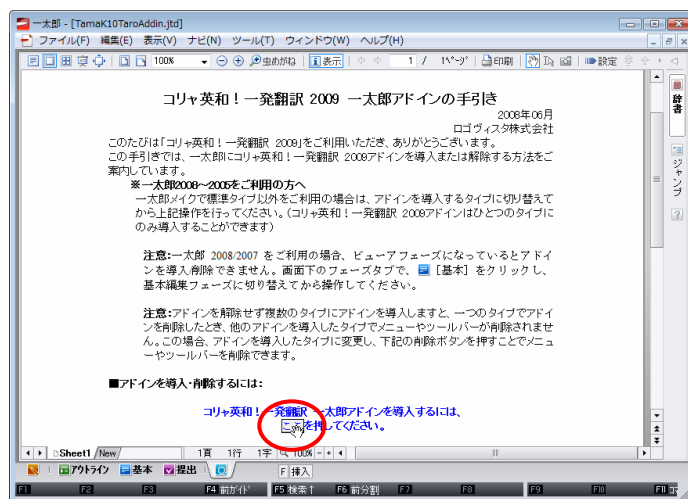 一太郎 - [TamaK10TaroAddin.jtd]
ファイル(F) 編集(E) 表示(V) ナビ(N) ツール(T) ウィンドウ(W) ヘルプ(H)
100% 虫めがね 表示 1 / 1ページ 印刷 設定
コリャ英和!一発翻訳 2009 一太郎アドインの手引き
2008年06月
ロゴヴィスタ株式会社
このたびは「コリャ英和!一発翻訳 2009」をご利用いただき、ありがとうございます。
この手引きでは、一太郎にコリャ英和!一発翻訳 2009アドインを導入または解除する方法をご
案内しています。
※一太郎2008~2005をご利用の方へ
一太郎メイクで標準タイプ以外をご利用の場合は、アドインを導入するタイプに切り替えて
から上記操作を行ってください。(コリャ英和!一発翻訳 2009アドインはひとつのタイプに
のみ導入することができます)
注意:一太郎 2008/2007 をご利用の場合、ビューアフェーズになっているとアドイ
ンを導入/削除できません。画面下のフェーズタブで、 [基本] をクリックし、
基本編集フェーズに切り替えてから操作してください。
注意:アドインを解除せず複数のタイプにアドインを導入しますと、一つのタイプでアドイ
ンを削除したとき、他のアドインを導入したタイプでメニューやツールバーが削除されませ
ん。この場合、アドインを導入したタイプに変更し、下記の削除ボタンを押すことでメニュ
ーやツールバーを削除できます。
■アドインを導入・削除するには:
コリャ英和!一発翻訳 一太郎アドインを導入するには、
ここを押してください。
辞書
ジャンプ
Sheet1 New 1頁 1行 1字 100% - +
アウトライン 基本 提出 F 挿入
F1 F2 F3 F4 前ガイド F5 検索↑ F6 前分割 F7 F8 F9 F10 F11